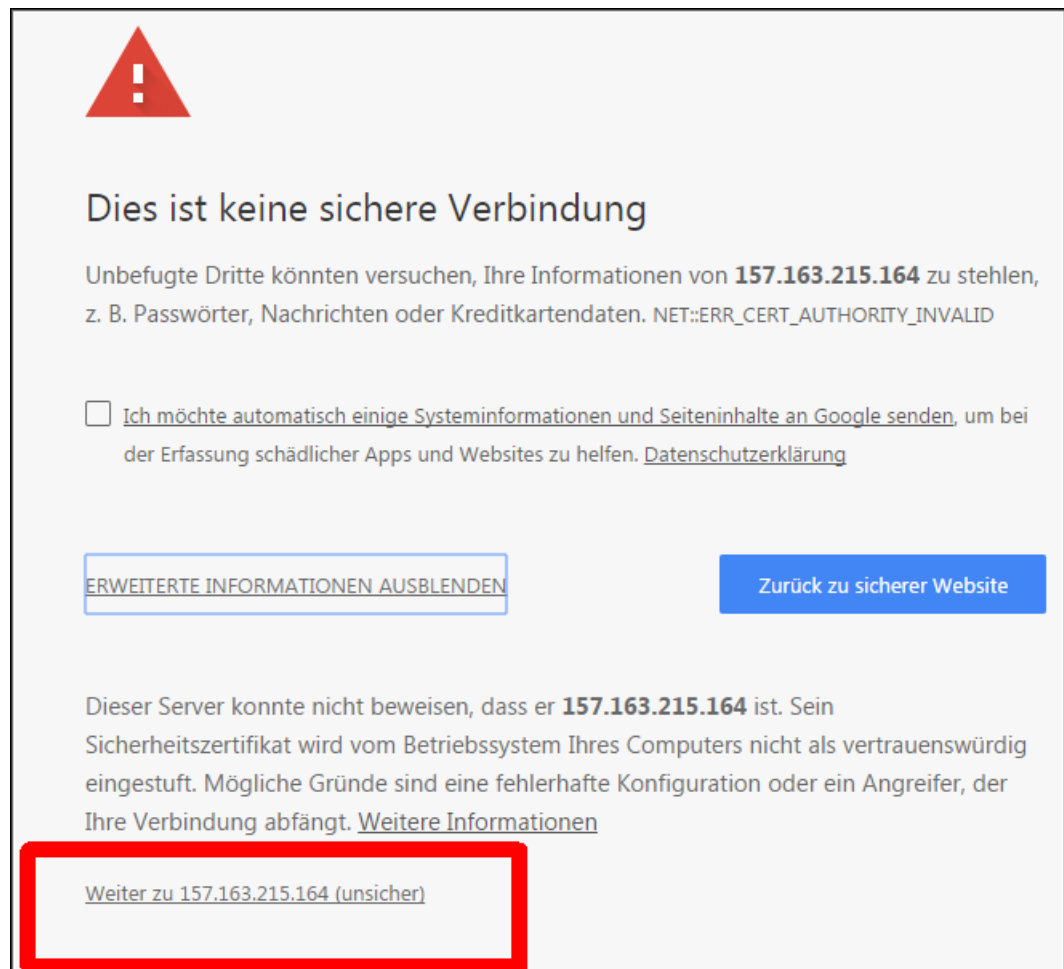 Dies ist keine sichere Verbindung
Unbefugte Dritte könnten versuchen, Ihre Informationen von 157.163.215.164 zu stehlen,
z. B. Passwörter, Nachrichten oder Kreditkartendaten. NET::ERR_CERT_AUTHORITY_INVALID
Ich möchte automatisch einige Systeminformationen und Seiteninhalte an Google senden, um bei
der Erfassung schädlicher Apps und Websites zu helfen. Datenschutzerklärung
ERWEITERTE INFORMATIONEN AUSBLENDEN
Zurück zu sicherer Website
Dieser Server konnte nicht beweisen, dass er 157.163.215.164 ist. Sein
Sicherheitszertifikat wird vom Betriebssystem Ihres Computers nicht als vertrauenswürdig
eingestuft. Mögliche Gründe sind eine fehlerhafte Konfiguration oder ein Angreifer, der
Ihre Verbindung abfängt. Weitere Informationen
Weiter zu 157.163.215.164 (unsicher)